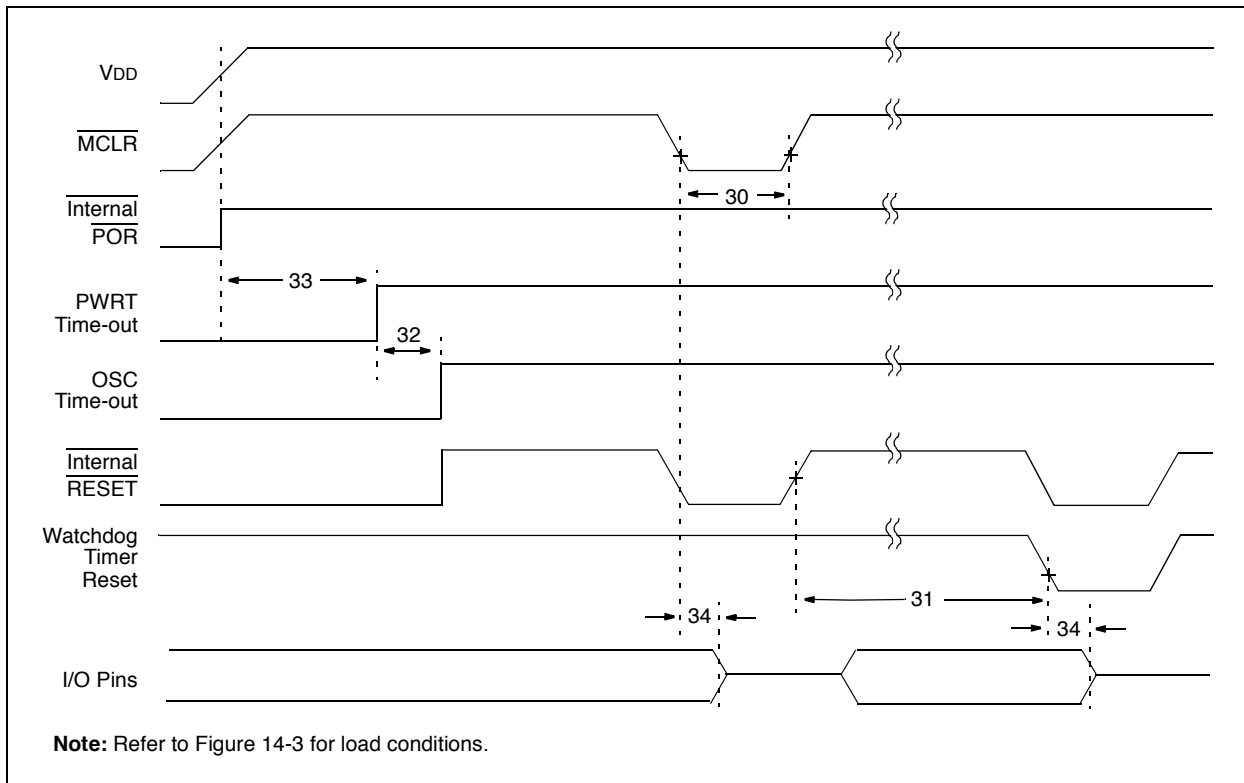 VDD
MCLR
30
Internal
POR
33
PWRT
Time-out
32
OSC
Time-out
Internal
RESET
Watchdog
Timer
Reset
31
34
34
I/O Pins
Note: Refer to Figure 14-3 for load conditions.